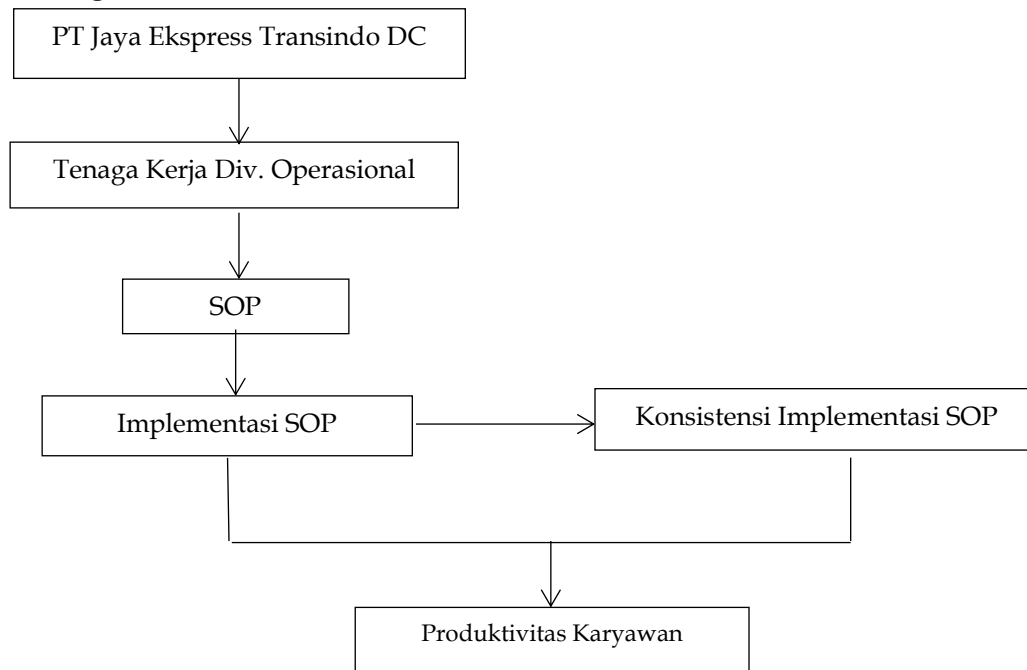 PT Jaya Ekspress Transindo DC
Tenaga Kerja Div. Operasional
SOP
Implementasi SOP
Konsistensi Implementasi SOP
Produktivitas Karyawan